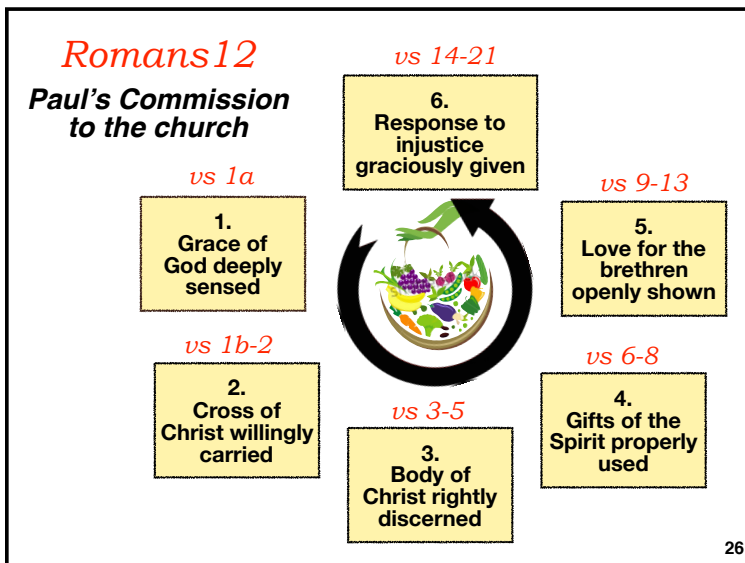 Romans12
Paul's Commission
to the church
vs 1a
1.
Grace of
God deeply
sensed
vs 1b-2
2.
Cross of
Christ willingly
carried
vs 3-5
3.
Body of
Christ rightly
discerned
vs 6-8
4.
Gifts of the
Spirit properly
used
vs 9-13
5.
Love for the
brethren
openly shown
vs 14-21
6.
Response to
injustice
graciously given
26